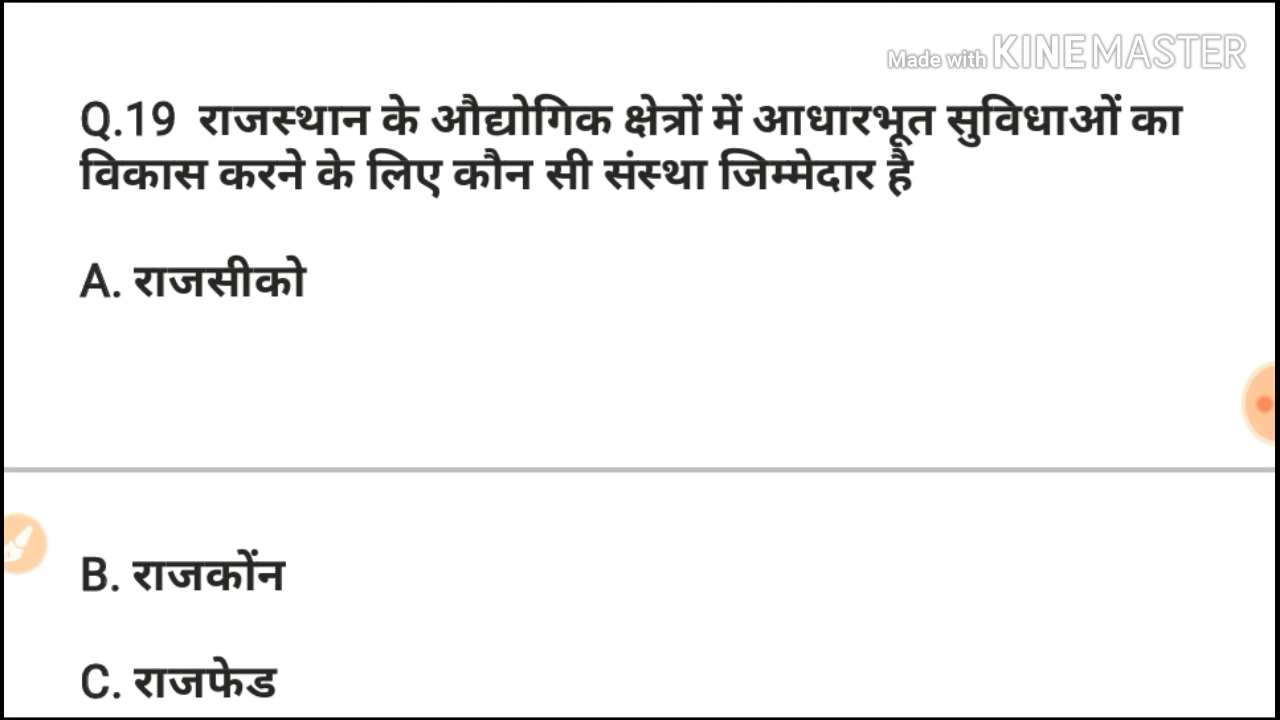 Made with KINEMASTER
Q.19 राजस्थान के औद्योगिक क्षेत्रों में आधारभूत सुविधाओं का
विकास करने के लिए कौन सी संस्था जिम्मेदार है
A. राजसीको
B. राजकोंन
C. राजफेड